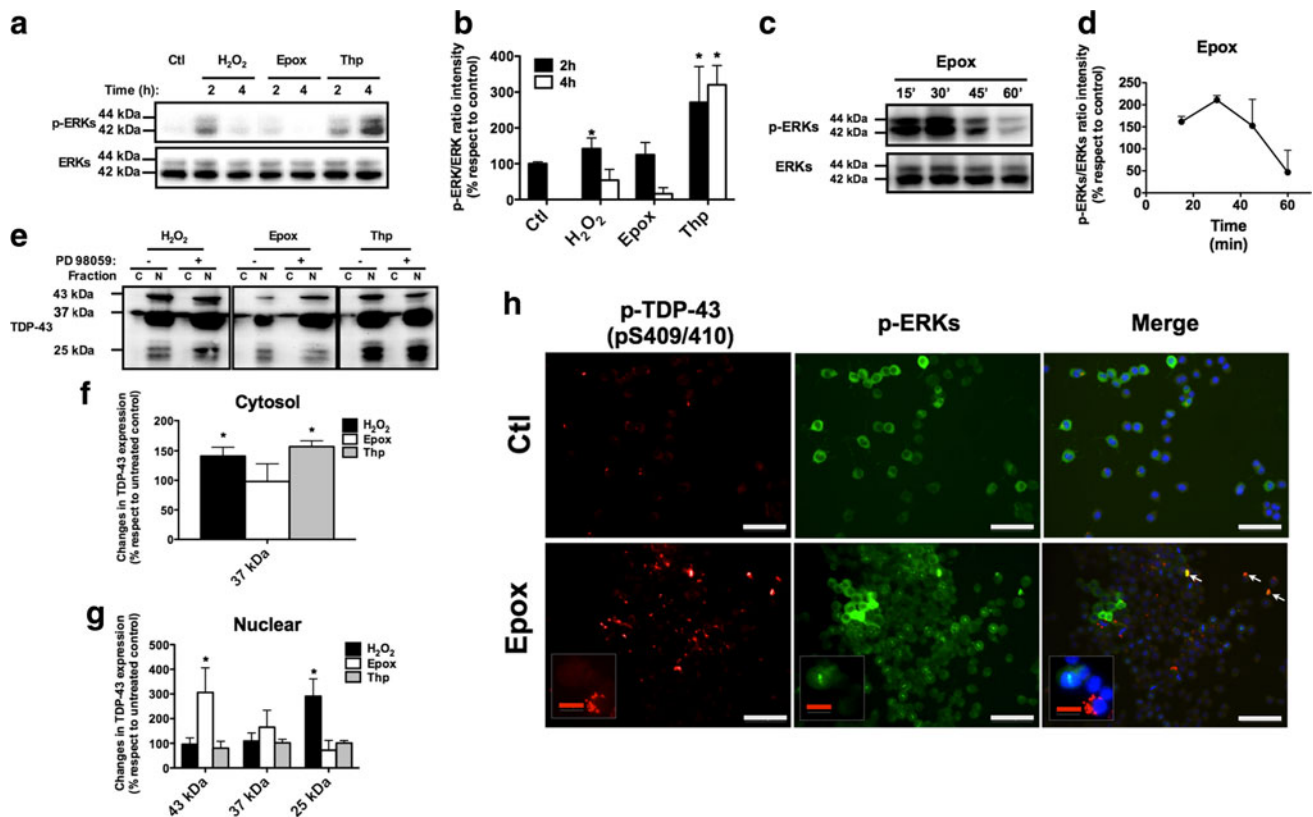 a
Ctl H2O2 Epox Thp
Time (h): 2 4 2 4 2 4
p-ERKs 44 kDa
42 kDa
ERKs 44 kDa
42 kDa
b
p-ERK/ERK ratio intensity
(% respect to control)
400
300
200
100
0
2h
4h
* * *
Ctl H2O2 Epox Thp
c
Epox
15' 30' 45' 60'
p-ERKs 44 kDa
42 kDa
ERKs 44 kDa
42 kDa
d
Epox
p-ERKs/ERKs ratio intensity
(% respect to control)
250
200
150
100
50
0
20 40 60
Time
(min)
e
H2O2 Epox Thp
PD 98059: - + - + - +
Fraction C N C N C N C N C N C N
43 kDa
37 kDa
TDP-43
25 kDa
f
Cytosol
Changes in TDP-43 expression
(% respect to untreated control)
200
150
100
50
0
* *
H2O2
Epox
Thp
37 kDa
g
Nuclear
Changes in TDP-43 expression
(% respect to untreated control)
500
400
300
200
100
0
* *
H2O2
Epox
Thp
43 kDa 37 kDa 25 kDa
h
p-TDP-43
(pS409/410)
p-ERKs
Merge
Ctl
Epox